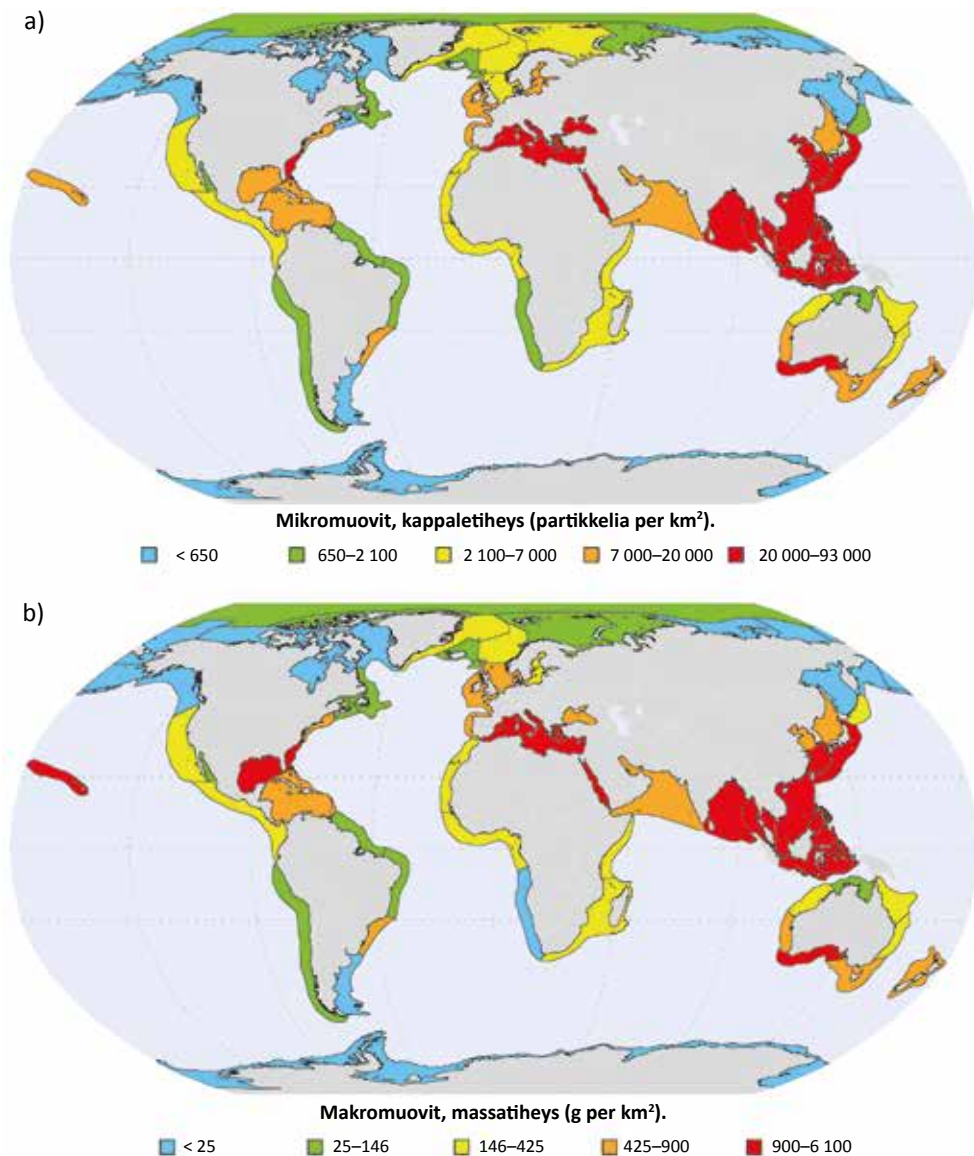 a)
Mikromuovit, kappaletiheys (partikkelia per km²).
< 650 650–2 100 2 100–7 000 7 000–20 000 20 000–93 000
b)
Makromuovit, massatiheys (g per km²).
< 25 25–146 146–425 425–900 900–6 100